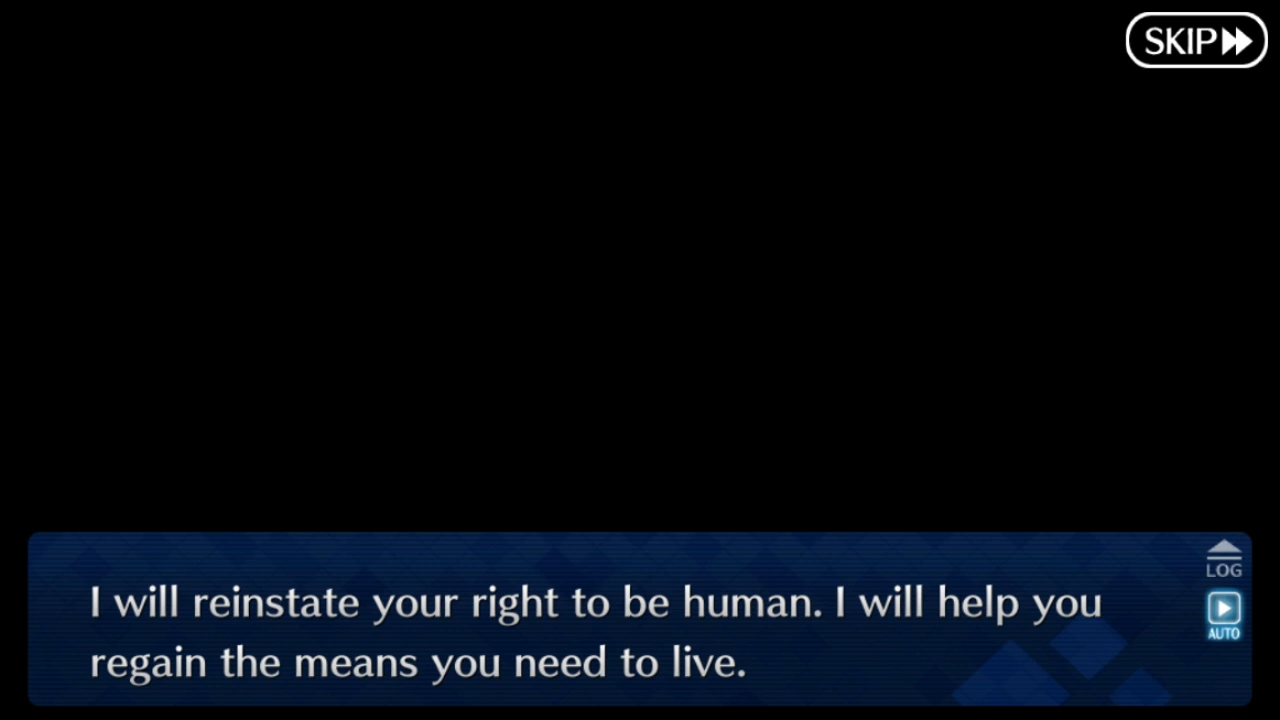 SKIP
LOG
AUTO
I will reinstate your right to be human. I will help you
regain the means you need to live.